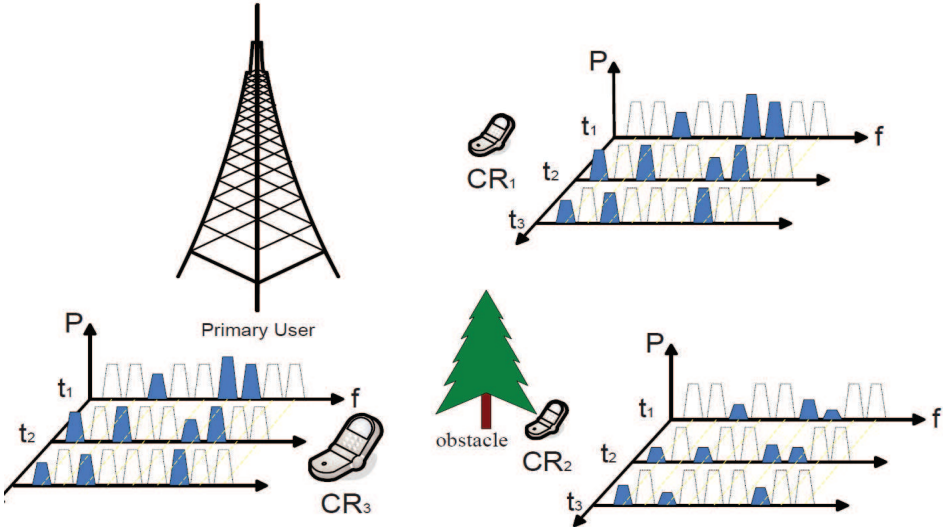 P
t1
f
CR1
t2
t3
Primary User
P
t1
f
t2
CR3
obstacle
CR2
P
t1
f
t2
t3